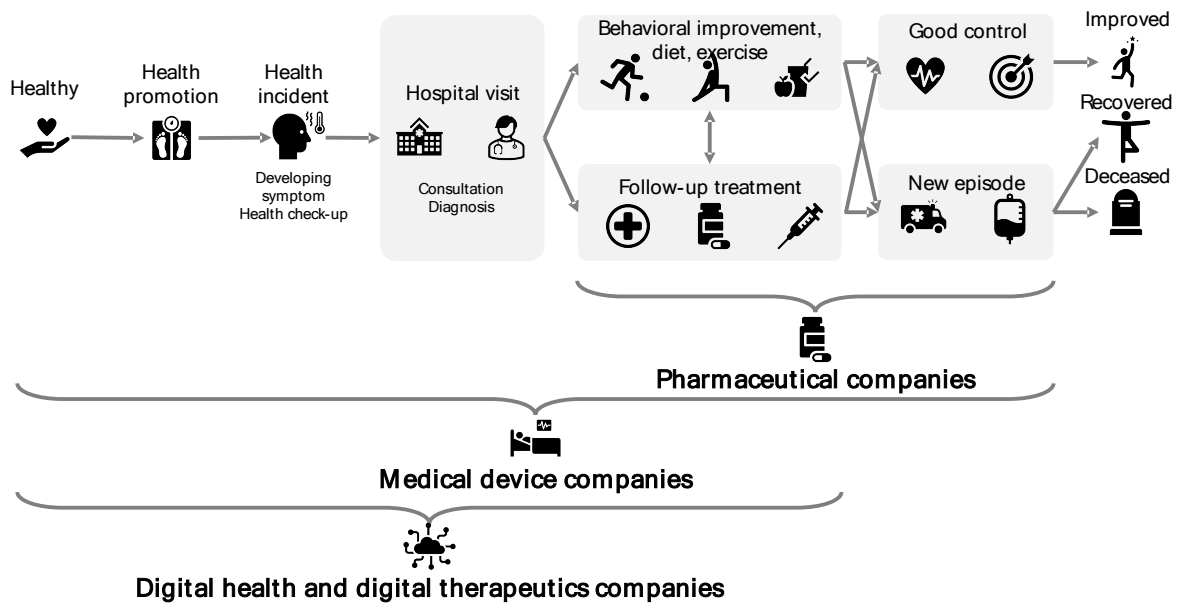 Healthy
Health
promotion
Health
incident
Developing
symptom
Health check-up
Hospital visit
Consultation
Diagnosis
Behavioral improvement,
diet, exercise
Follow-up treatment
Good control
New episode
Improved
Recovered
Deceased
Pharmaceutical companies
Medical device companies
Digital health and digital therapeutics companies